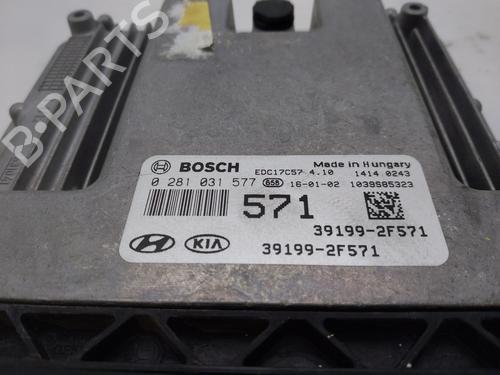 B-Parts
BOSCH EDC17C57 4.10 Made in Hungary
1414 0243
0 281 031 577 658 16-01-02 1039S85323
571
39199-2F571
KIA 39199-2F571